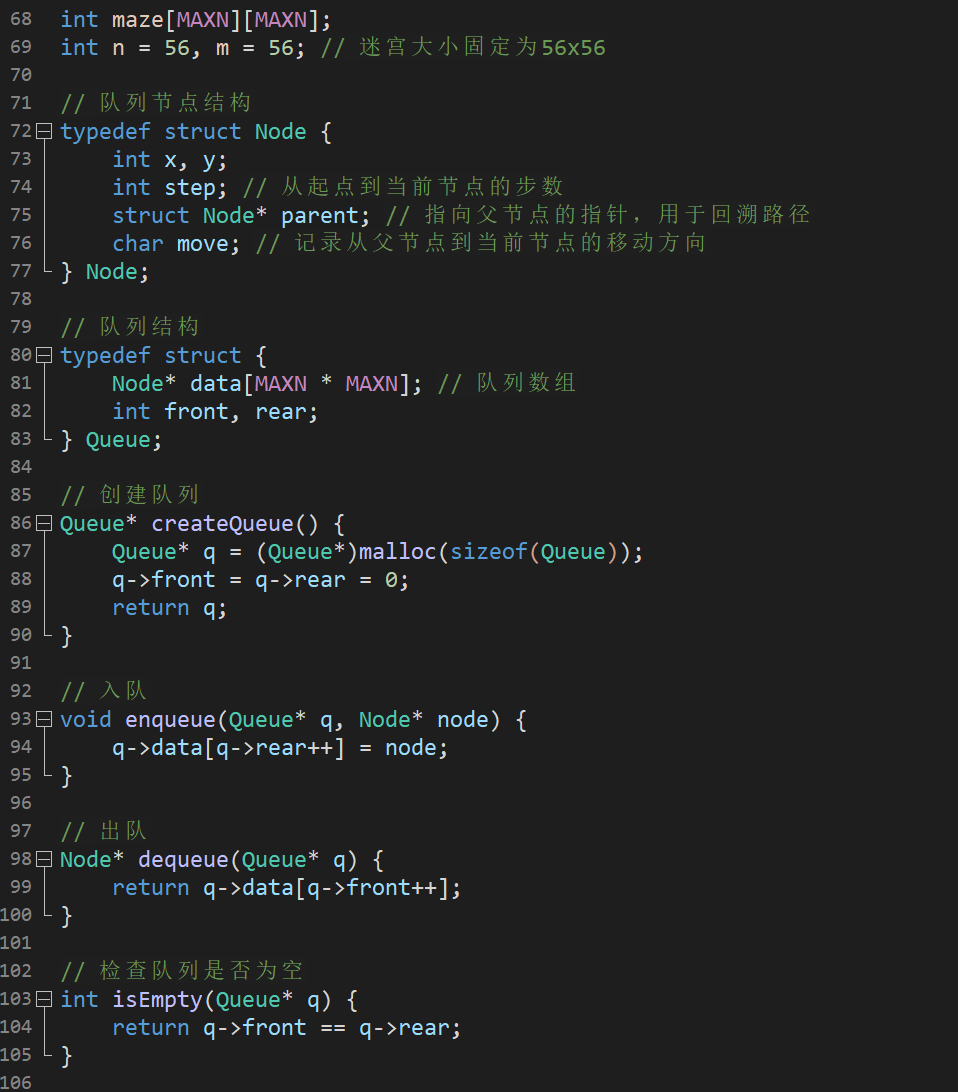 68 int maze[MAXN][MAXN];
69 int n = 56, m = 56; // 迷宫大小固定为56x56
70
71 // 队列节点结构
72 typedef struct Node {
73     int x, y;
74     int step; // 从起点到当前节点的步数
75     struct Node* parent; // 指向父节点的指针，用于回溯路径
76     char move; // 记录从父节点到当前节点的移动方向
77 } Node;
78
79 // 队列结构
80 typedef struct {
81     Node* data[MAXN * MAXN]; // 队列数组
82     int front, rear;
83 } Queue;
84
85 // 创建队列
86 Queue* createQueue() {
87     Queue* q = (Queue*)malloc(sizeof(Queue));
88     q->front = q->rear = 0;
89     return q;
90 }
91
92 // 入队
93 void enqueue(Queue* q, Node* node) {
94     q->data[q->rear++] = node;
95 }
96
97 // 出队
98 Node* dequeue(Queue* q) {
99     return q->data[q->front++];
100 }
101
102 // 检查队列是否为空
103 int isEmpty(Queue* q) {
104     return q->front == q->rear;
105 }
106